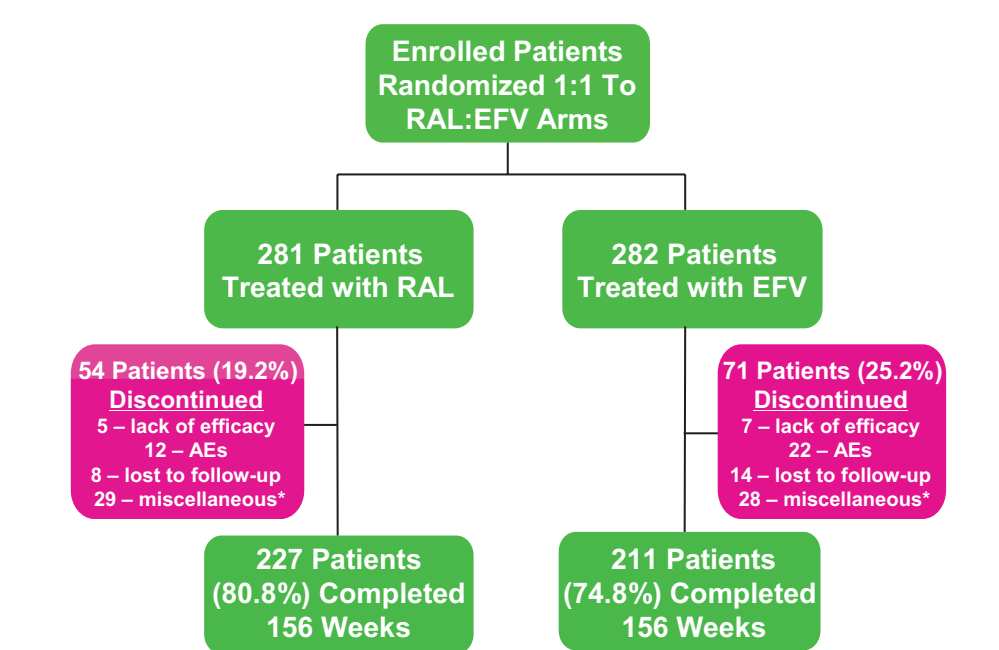 Enrolled Patients
Randomized 1:1 To
RAL:EFV Arms
281 Patients
Treated with RAL
282 Patients
Treated with EFV
54 Patients (19.2%)
Discontinued
5 – lack of efficacy
12 – AEs
8 – lost to follow-up
29 – miscellaneous*
71 Patients (25.2%)
Discontinued
7 – lack of efficacy
22 – AEs
14 – lost to follow-up
28 – miscellaneous*
227 Patients
(80.8%) Completed
156 Weeks
211 Patients
(74.8%) Completed
156 Weeks